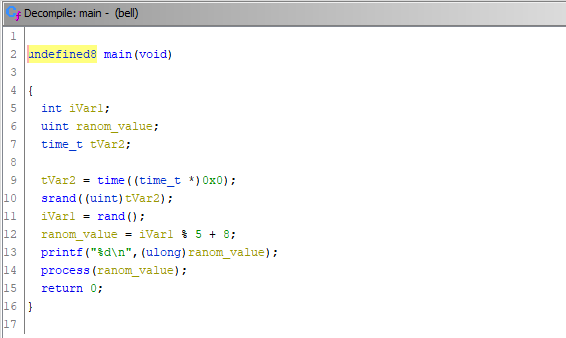 Decompile: main - (bell)
1
2 undefined8 main(void)
3
4 {
5 int iVar1;
6 uint ranom_value;
7 time_t tVar2;
8
9 tVar2 = time((time_t *)0x0);
10 srand((uint)tVar2);
11 iVar1 = rand();
12 ranom_value = iVar1 % 5 + 8;
13 printf("%d\n",(ulong)ranom_value);
14 process(ranom_value);
15 return 0;
16 }
17